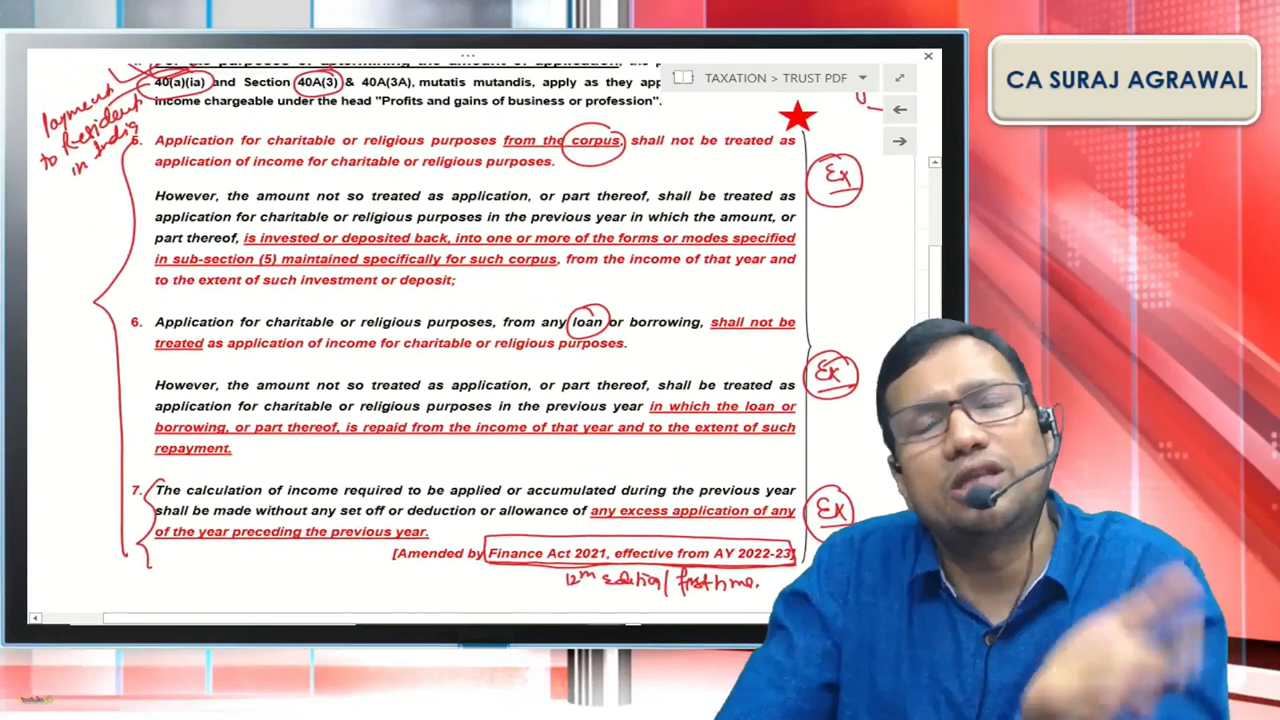 CA SURAJ AGRAWAL
TAXATION > TRUST PDF
40(a)(ia) and Section 40A(3) & 40A(3A), mutatis mutandis, apply as they
income chargeable under the head "Profits and gains of business or profession".
Payment
to Resident
in India
5. Application for charitable or religious purposes from the corpus, shall not be treated as
application of income for charitable or religious purposes.
Ex
However, the amount not so treated as application, or part thereof, shall be treated as
application for charitable or religious purposes in the previous year in which the amount, or
part thereof, is invested or deposited back, into one or more of the forms or modes specified
in sub-section (5) maintained specifically for such corpus, from the income of that year and
to the extent of such investment or deposit;
6. Application for charitable or religious purposes, from any loan or borrowing, shall not be
treated as application of income for charitable or religious purposes.
Ex
However, the amount not so treated as application, or part thereof, shall be treated as
application for charitable or religious purposes in the previous year in which the loan or
borrowing, or part thereof, is repaid from the income of that year and to the extent of such
repayment.
7. The calculation of income required to be applied or accumulated during the previous year
shall be made without any set off or deduction or allowance of any excess application of any
of the year preceding the previous year.
Ex
[Amended by Finance Act 2021, effective from AY 2022-23]
12th edition / first time.